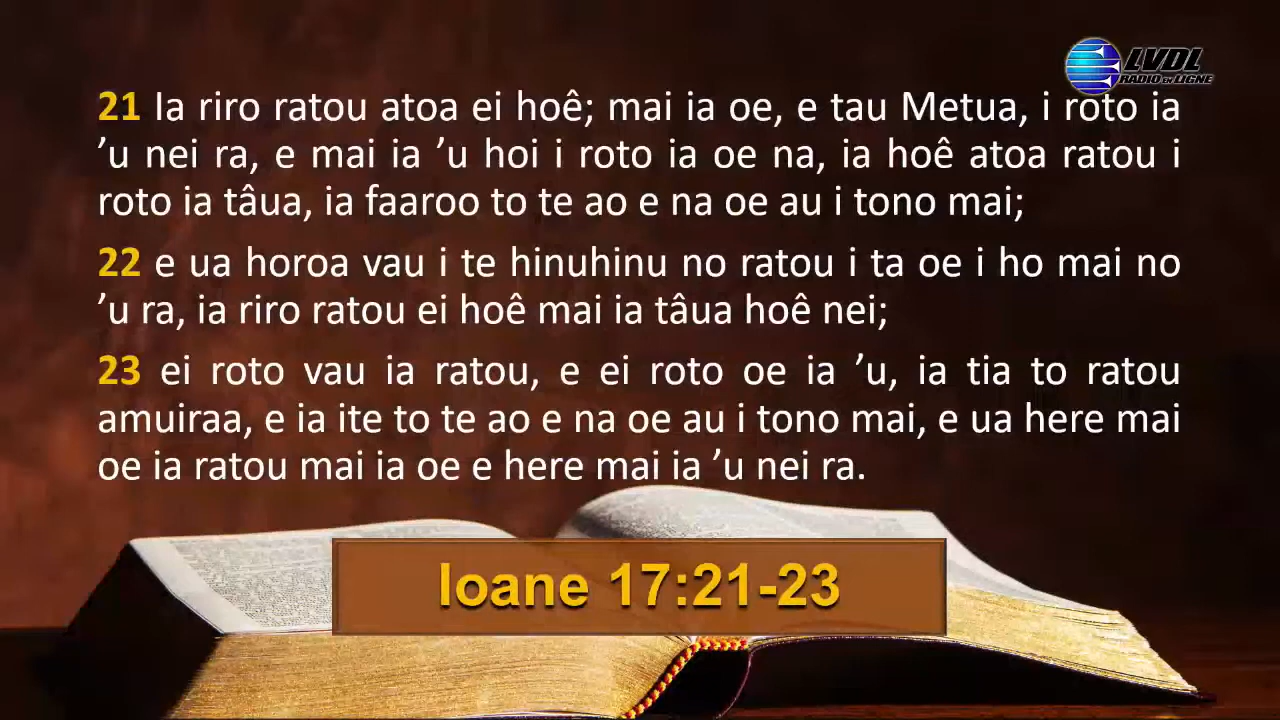 LVDL
RADIO EN LIGNE
21 Ia riro ratou atoa ei hoê; mai ia oe, e tau Metua, i roto ia
’u nei ra, e mai ia ’u hoi i roto ia oe na, ia hoê atoa ratou i
roto ia tâua, ia faaroo to te ao e na oe au i tono mai;
22 e ua horoa vau i te hinuhinu no ratou i ta oe i ho mai no
’u ra, ia riro ratou ei hoê mai ia tâua hoê nei;
23 ei roto vau ia ratou, e ei roto oe ia ’u, ia tia to ratou
amuiraa, e ia ite to te ao e na oe au i tono mai, e ua here mai
oe ia ratou mai ia oe e here mai ia ’u nei ra.
Ioane 17:21-23